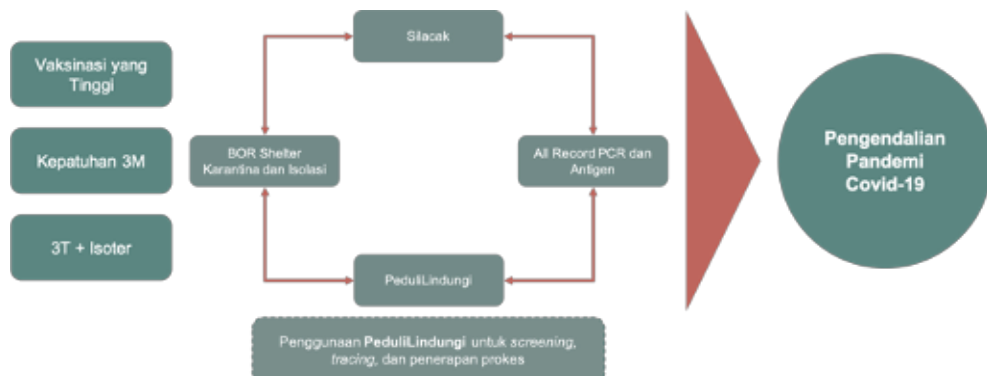 Vaksinasi yang
Tinggi
Kepatuhan 3M
3T + Isoter
Silacak
BOR Shelter
Karantina dan Isolasi
All Record PCR dan
Antigen
PeduliLindungi
Penggunaan PeduliLindungi untuk screening,
tracing, dan penerapan prokes
Pengendalian
Pandemi
Covid-19